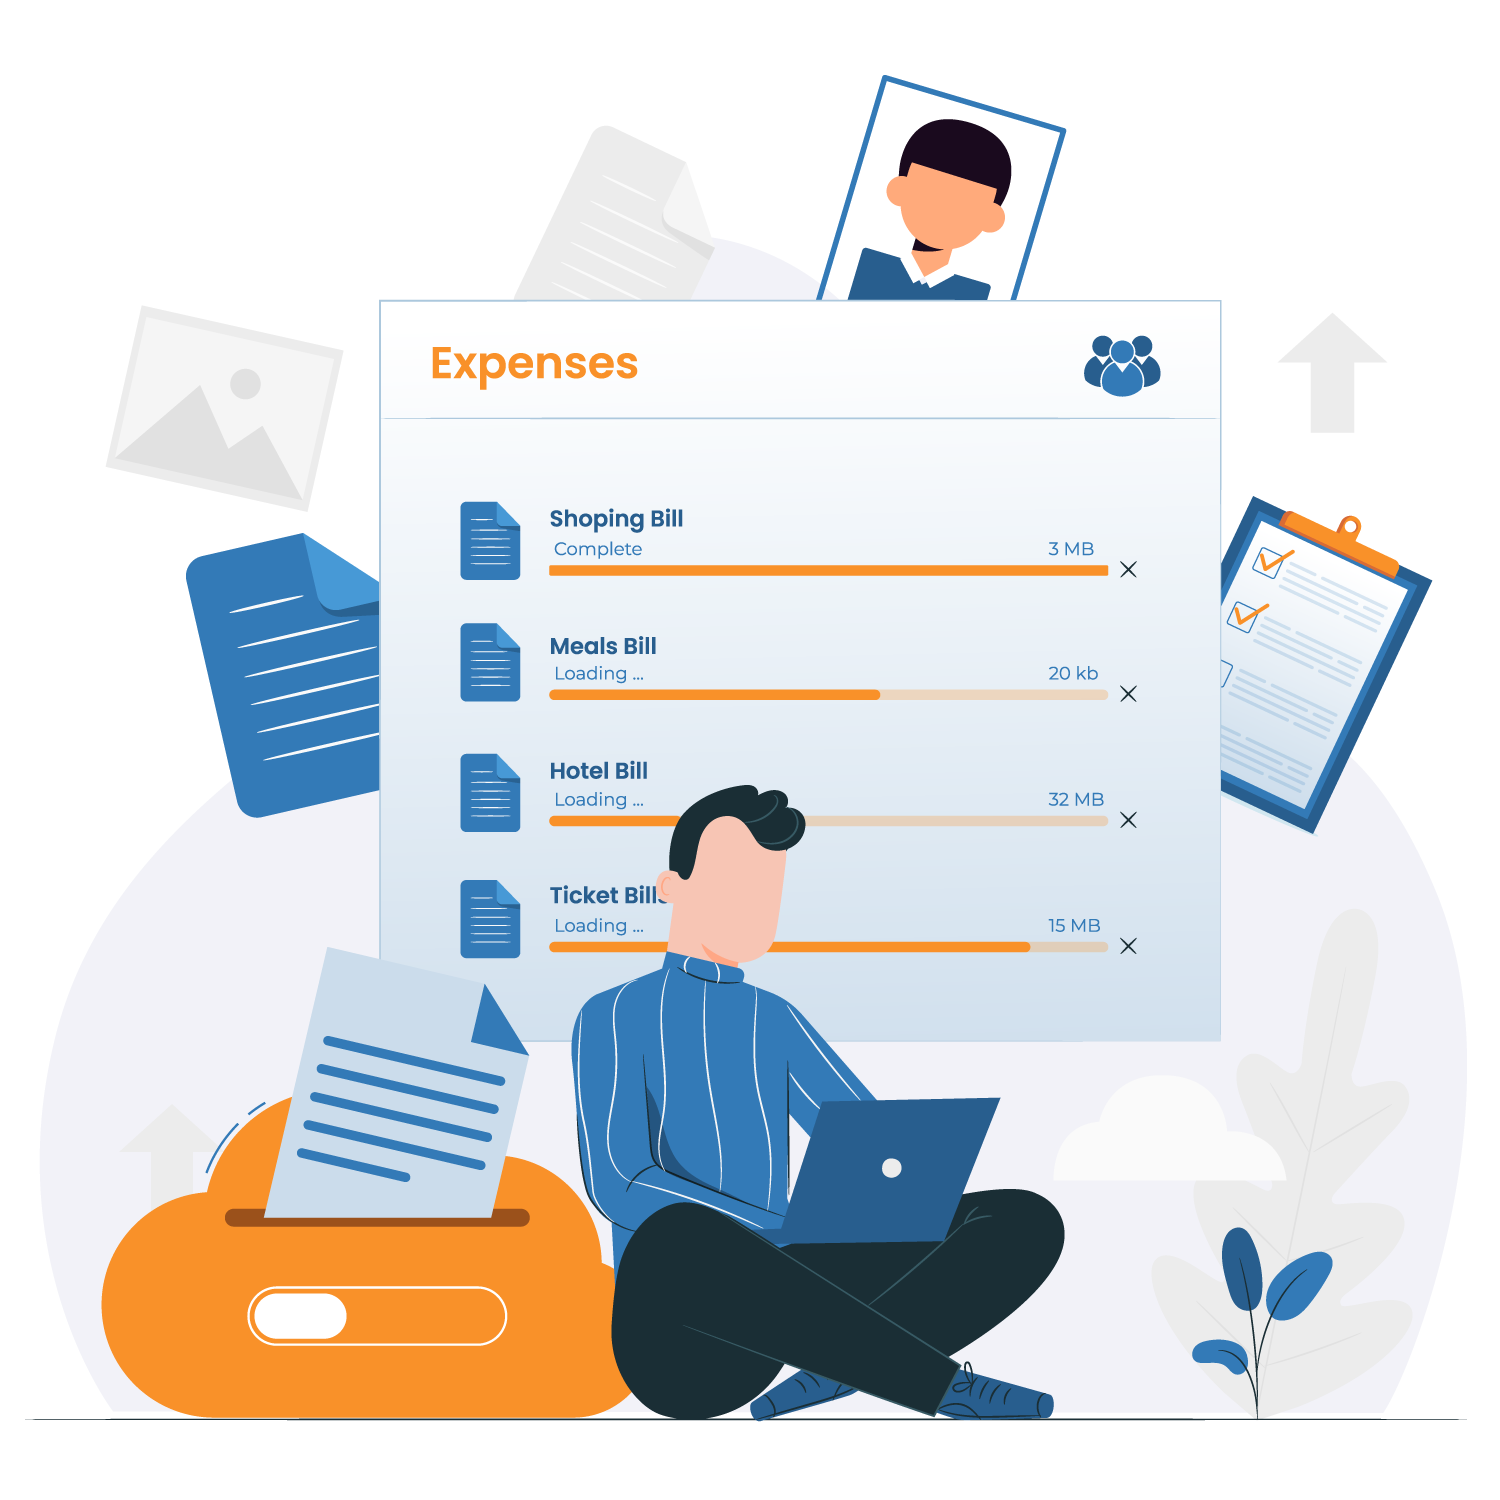 Expenses
Shoping Bill
Complete
3 MB
Meals Bill
Loading ...
20 kb
Hotel Bill
Loading ...
32 MB
Ticket Bills
Loading ...
15 MB